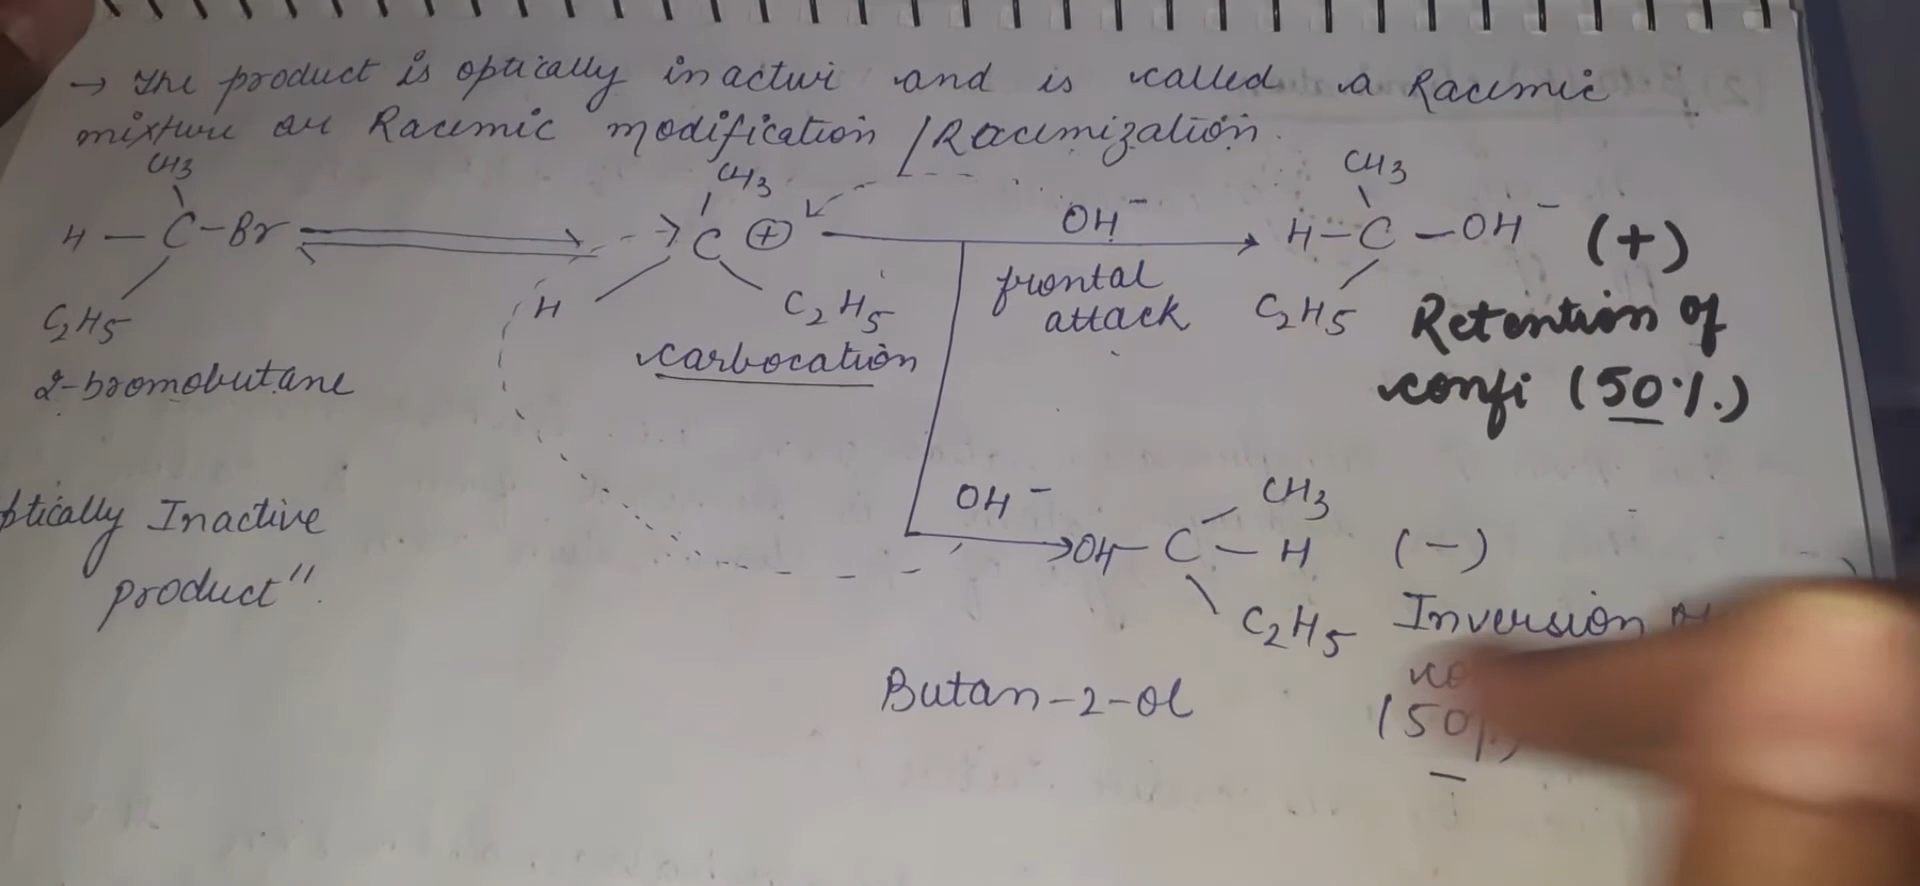 → The product is optically inactive and is called a Racemic
mixture or Racemic modification / Racemization.
CH3
H — C — Br
C2H5
2-bromobutane
CH3
C ⊕
H
C2H5
carbocation
OH⁻
frontal
attack
CH3
H — C — OH⁻ (+)
C2H5
Retention of
confi (50%.)
OH⁻
CH3
OH — C — H (-)
C2H5
Inversion
(50%.)
Butan-2-ol
Inactive
product"